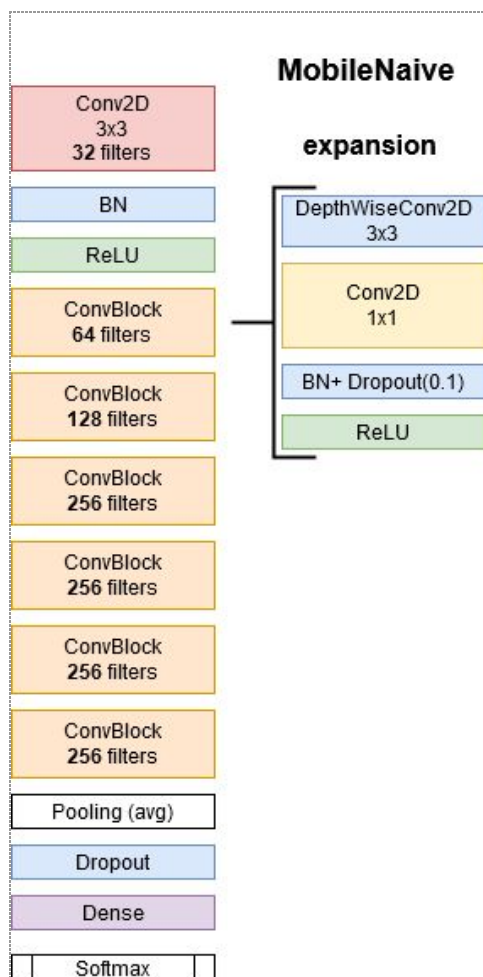 MobileNaive
expansion
Conv2D
3x3
32 filters
BN
ReLU
ConvBlock
64 filters
ConvBlock
128 filters
ConvBlock
256 filters
ConvBlock
256 filters
ConvBlock
256 filters
ConvBlock
256 filters
Pooling (avg)
Dropout
Dense
Softmax
DepthWiseConv2D
3x3
Conv2D
1x1
BN+ Dropout(0.1)
ReLU